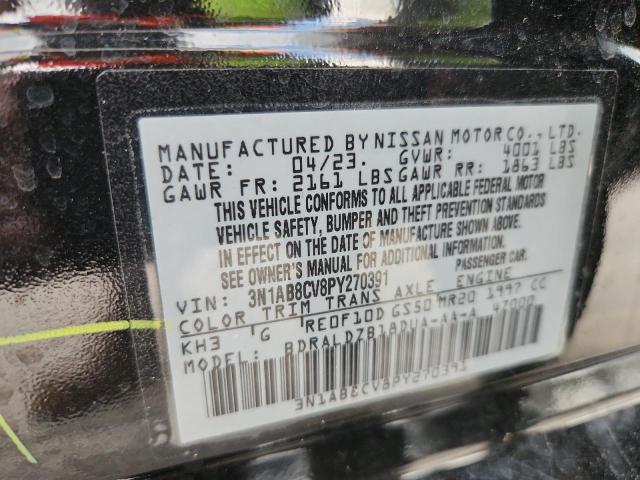 MANUFACTURED BY NISSAN MOTOR CO., LTD.
DATE: 04/23. GVWR: 4001 LBS
GAWR FR: 2161 LBS GAWR RR: 1863 LBS
THIS VEHICLE CONFORMS TO ALL APPLICABLE FEDERAL MOTOR
VEHICLE SAFETY, BUMPER AND THEFT PREVENTION STANDARDS
IN EFFECT ON THE DATE OF MANUFACTURE SHOWN ABOVE.
SEE OWNER'S MANUAL FOR ADDITIONAL INFORMATION.
VIN: 3N1AB8CV8PY270391 PASSENGER CAR.
COLOR TRIM TRANS AXLE ENGINE
KH3 G RE0F10D GS50 MR20 1997 CC
MODEL: BDRALDZB1ADUA-AA-A 47000
3N1AB8CV8PY270391